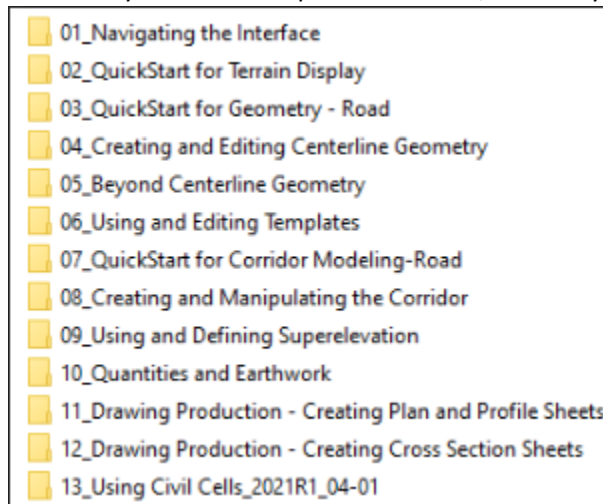 01_Navigating the Interface
02_QuickStart for Terrain Display
03_QuickStart for Geometry - Road
04_Creating and Editing Centerline Geometry
05_Beyond Centerline Geometry
06_Using and Editing Templates
07_QuickStart for Corridor Modeling-Road
08_Creating and Manipulating the Corridor
09_Using and Defining Superelevation
10_Quantities and Earthwork
11_Drawing Production - Creating Plan and Profile Sheets
12_Drawing Production - Creating Cross Section Sheets
13_Using Civil Cells_2021R1_04-01